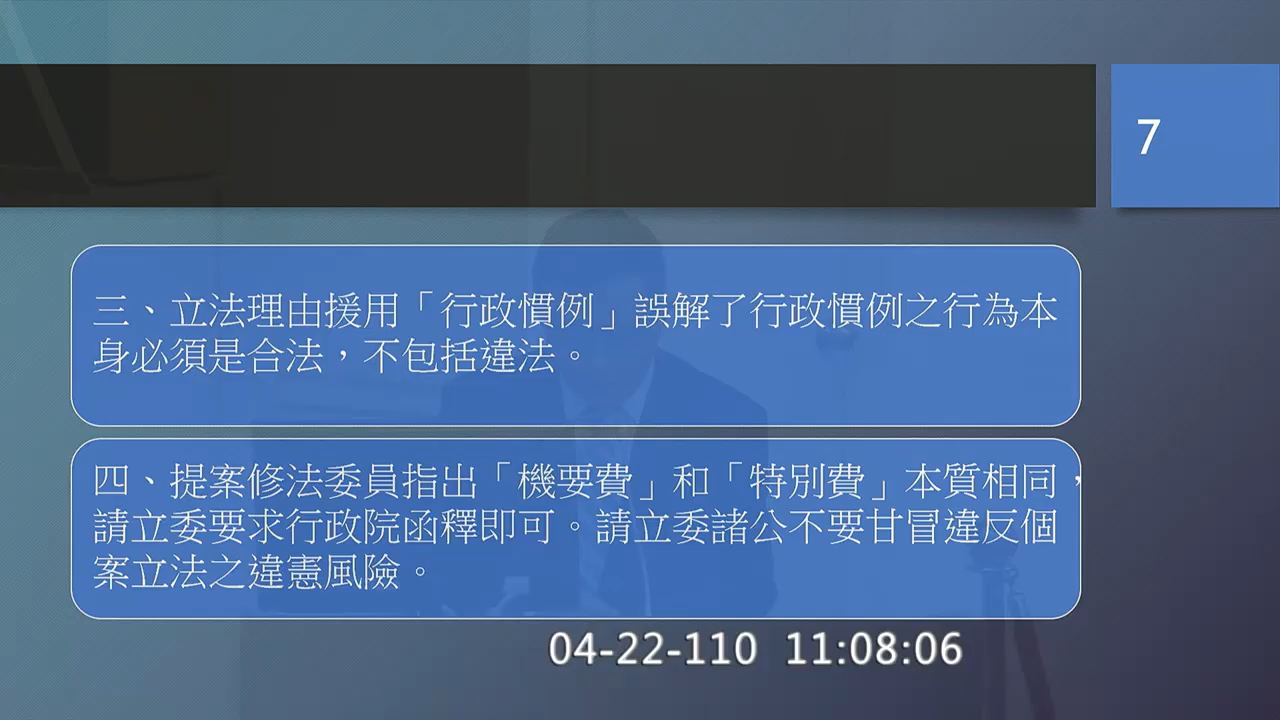 7
三、立法理由援用「行政慣例」誤解了行政慣例之行為本
身必須是合法，不包括違法。
四、提案修法委員指出「機要費」和「特別費」本質相同，
請立委要求行政院函釋即可。請立委諸公不要甘冒違反個
案立法之違憲風險。
04-22-110 11:08:06